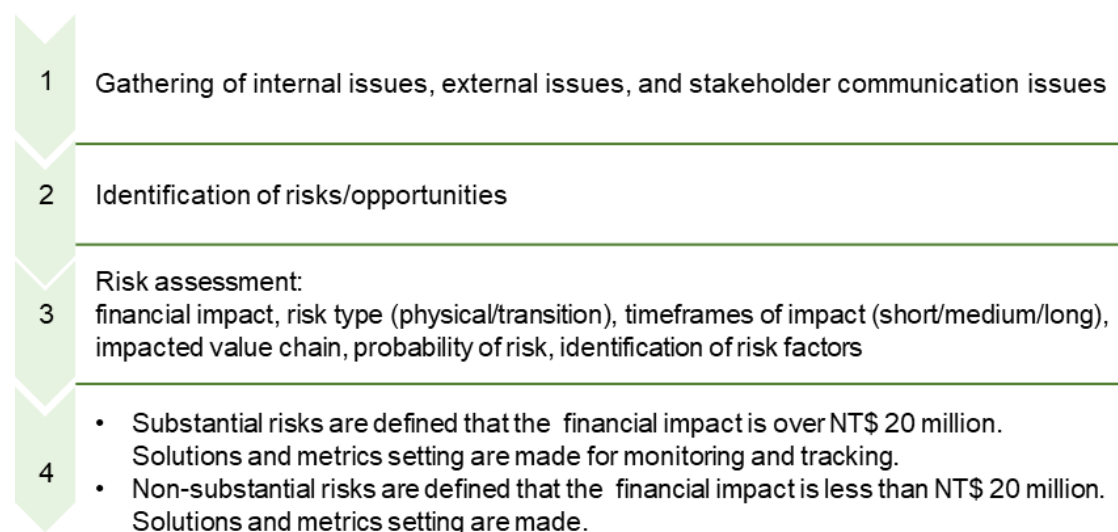 1
Gathering of internal issues, external issues, and stakeholder communication issues
2
Identification of risks/opportunities
3
Risk assessment:
financial impact, risk type (physical/transition), timeframes of impact (short/medium/long),
impacted value chain, probability of risk, identification of risk factors
4
• Substantial risks are defined that the financial impact is over NT$ 20 million.
Solutions and metrics setting are made for monitoring and tracking.
• Non-substantial risks are defined that the financial impact is less than NT$ 20 million.
Solutions and metrics setting are made.